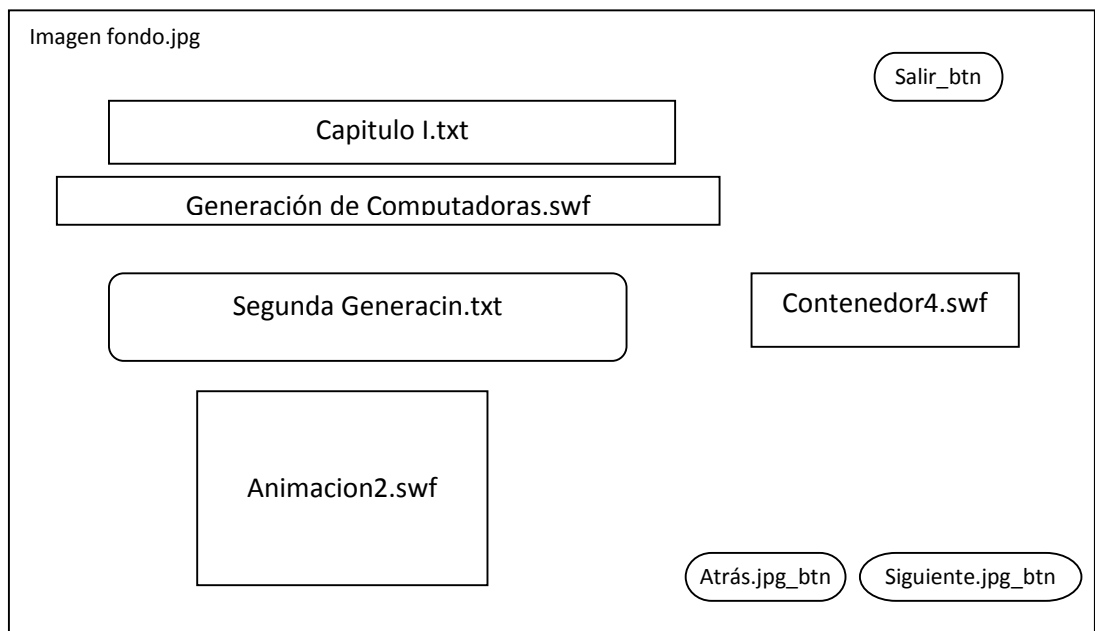 Imagen fondo.jpg
Salir_btn
Capitulo I.txt
Generación de Computadoras.swf
Segunda Generacin.txt
Contenedor4.swf
Animacion2.swf
Atrás.jpg_btn
Siguiente.jpg_btn